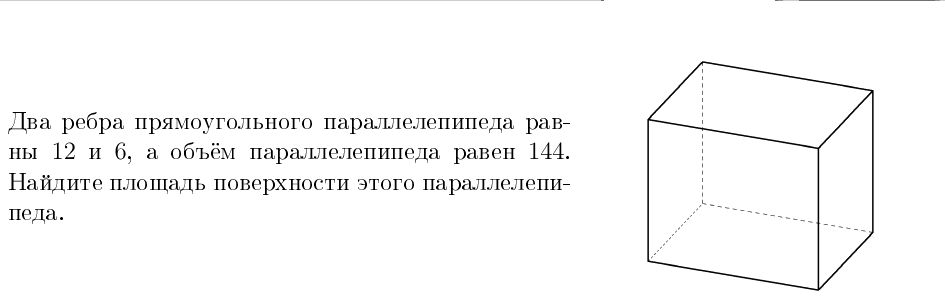 Два ребра прямоугольного параллелепипеда рав-
ны 12 и 6, а объём параллелепипеда равен 144.
Найдите площадь поверхности этого параллелепи-
педа.